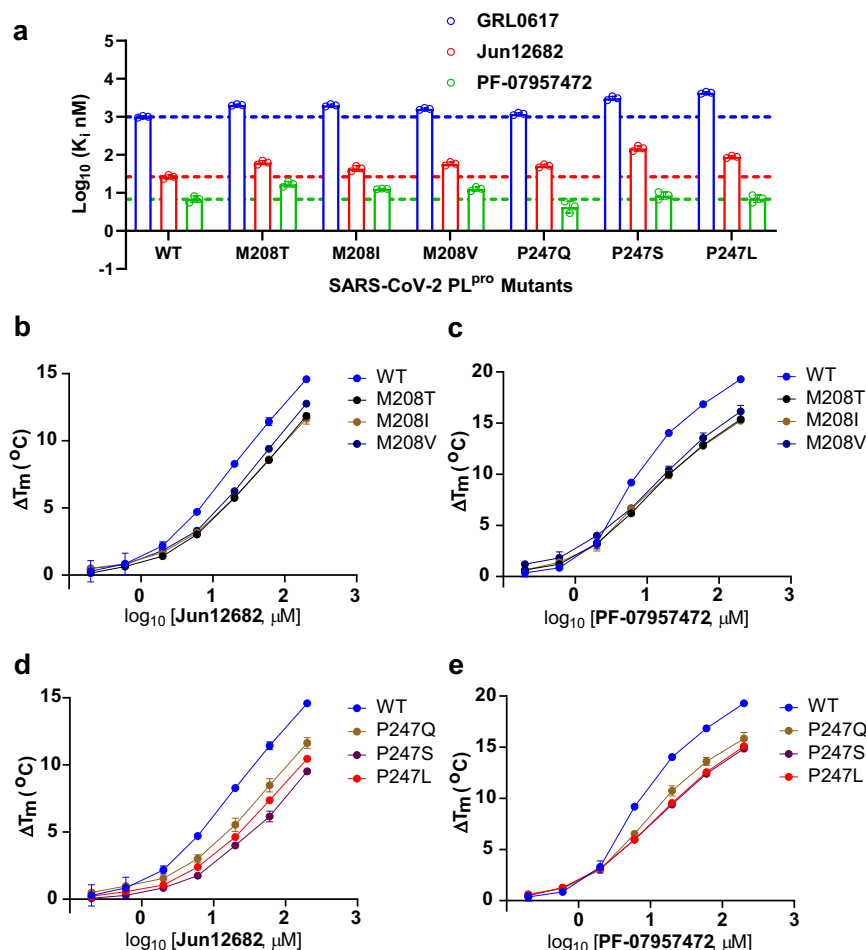 a
GRL0617
Jun12682
PF-07957472
Log10 (Ki nM)
5
4
3
2
1
0
-1
WT M208T M208I M208V P247Q P247S P247L
SARS-CoV-2 PLpro Mutants
b
ΔTm (°C)
15
10
5
0
0 1 2 3
log10 [Jun12682, μM]
WT
M208T
M208I
M208V
c
ΔTm (°C)
20
15
10
5
0
0 1 2 3
log10 [PF-07957472, μM]
WT
M208T
M208I
M208V
d
ΔTm (°C)
15
10
5
0
0 1 2 3
log10 [Jun12682, μM]
WT
P247Q
P247S
P247L
e
ΔTm (°C)
20
15
10
5
0
0 1 2 3
log10 [PF-07957472, μM]
WT
P247Q
P247S
P247L